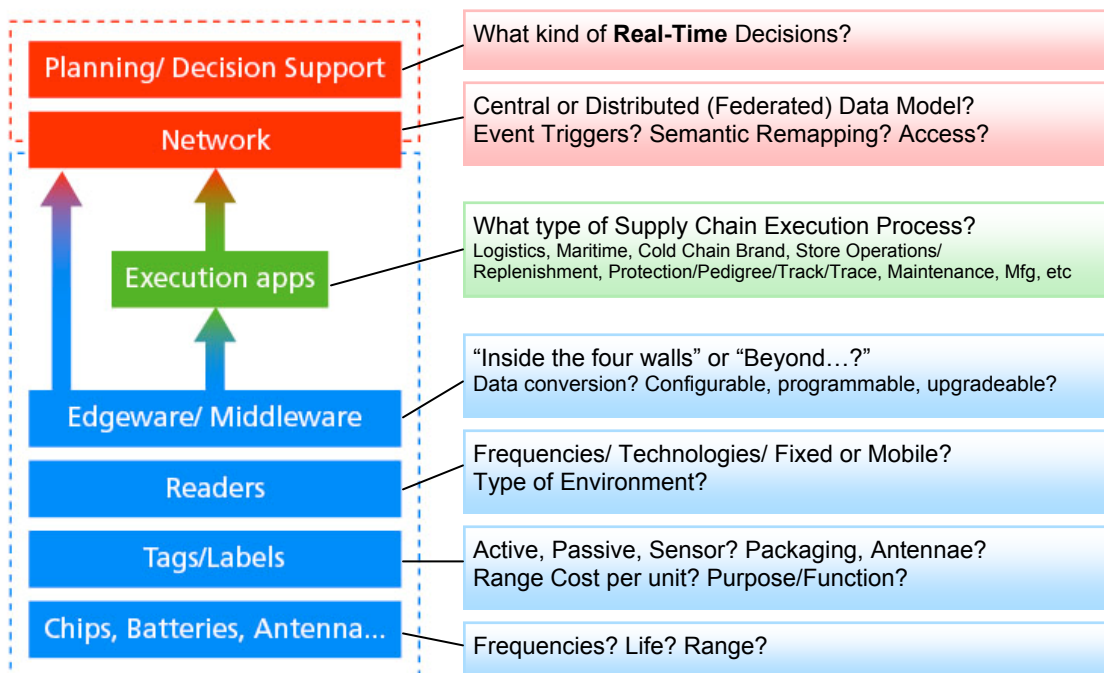 Planning/ Decision Support
What kind of Real-Time Decisions?
Network
Central or Distributed (Federated) Data Model?
Event Triggers? Semantic Remapping? Access?
Execution apps
What type of Supply Chain Execution Process?
Logistics, Maritime, Cold Chain Brand, Store Operations/
Replenishment, Protection/Pedigree/Track/Trace, Maintenance, Mfg, etc
Edgeware/ Middleware
“Inside the four walls” or “Beyond…?”
Data conversion? Configurable, programmable, upgradeable?
Readers
Frequencies/ Technologies/ Fixed or Mobile?
Type of Environment?
Tags/Labels
Active, Passive, Sensor? Packaging, Antennae?
Range Cost per unit? Purpose/Function?
Chips, Batteries, Antenna...
Frequencies? Life? Range?